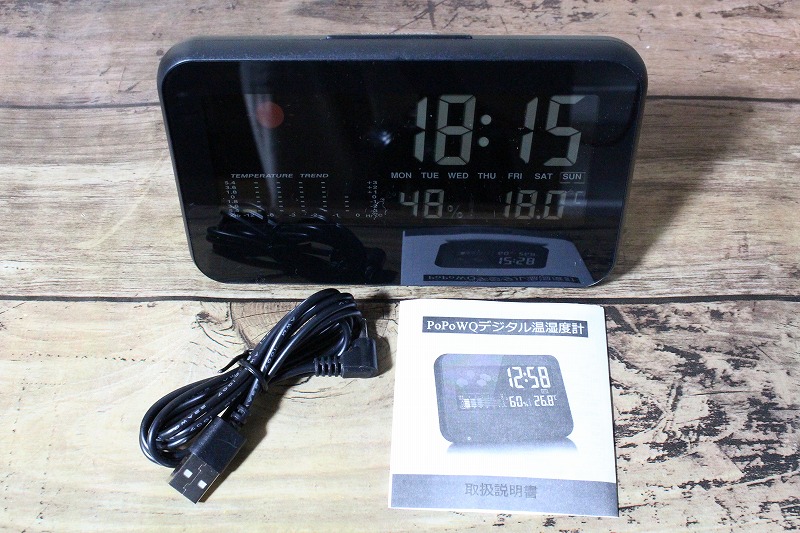 18:15
TEMPERATURE TREND
MON TUE WED THU FRI SAT SUN
48% 18.0°C
PoPoWQデジタル温湿度計
12:58
60% 26.8
取扱説明書